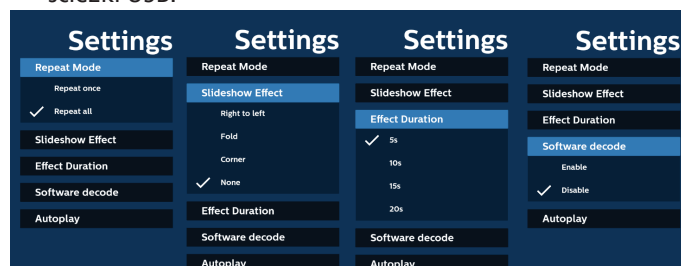 USB.
Settings
Repeat Mode
Repeat once
Repeat all
Slideshow Effect
Effect Duration
Software decode
Autoplay
Settings
Repeat Mode
Slideshow Effect
Right to left
Fold
Corner
None
Effect Duration
Software decode
Autoplay
Settings
Repeat Mode
Slideshow Effect
Effect Duration
5s
10s
15s
20s
Software decode
Autoplay
Settings
Repeat Mode
Slideshow Effect
Effect Duration
Software decode
Enable
Disable
Autoplay